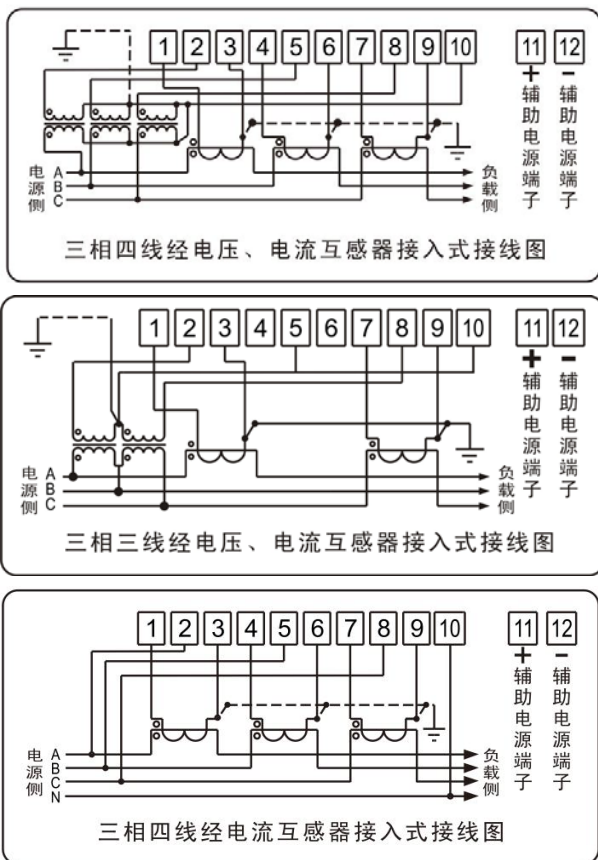 1 2 3 4 5 6 7 8 9 10 11 12
+ −
辅助电源端子
辅助电源端子
电源侧
A
B
C
负载侧
三相四线经电压、电流互感器接入式接线图
1 2 3 4 5 6 7 8 9 10 11 12
+ −
辅助电源端子
辅助电源端子
电源侧
A
B
C
负载侧
三相三线经电压、电流互感器接入式接线图
1 2 3 4 5 6 7 8 9 10 11 12
+ −
辅助电源端子
辅助电源端子
电源侧
A
B
C
N
负载侧
三相四线经电流互感器接入式接线图